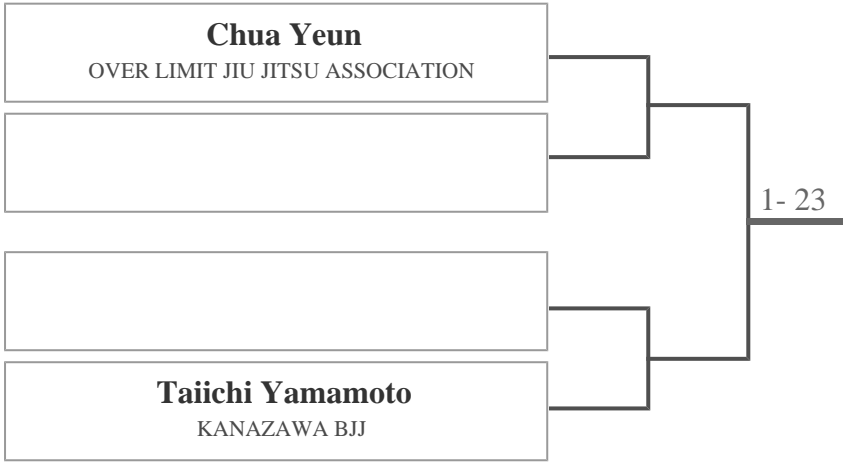 Chua Yeun
OVER LIMIT JIU JITSU ASSOCIATION
1- 23
Taiichi Yamamoto
KANAZAWA BJJ